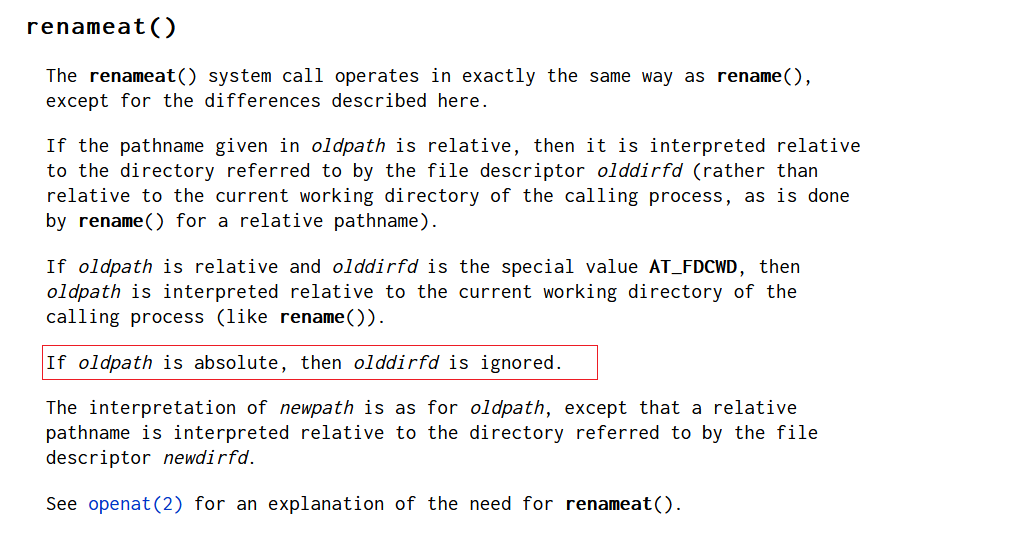 renameat()
The renameat() system call operates in exactly the same way as rename(),
except for the differences described here.
If the pathname given in oldpath is relative, then it is interpreted relative
to the directory referred to by the file descriptor olddirfd (rather than
relative to the current working directory of the calling process, as is done
by rename() for a relative pathname).
If oldpath is relative and olddirfd is the special value AT_FDCWD, then
oldpath is interpreted relative to the current working directory of the
calling process (like rename()).
If oldpath is absolute, then olddirfd is ignored.
The interpretation of newpath is as for oldpath, except that a relative
pathname is interpreted relative to the directory referred to by the file
descriptor newdirfd.
See openat(2) for an explanation of the need for renameat().